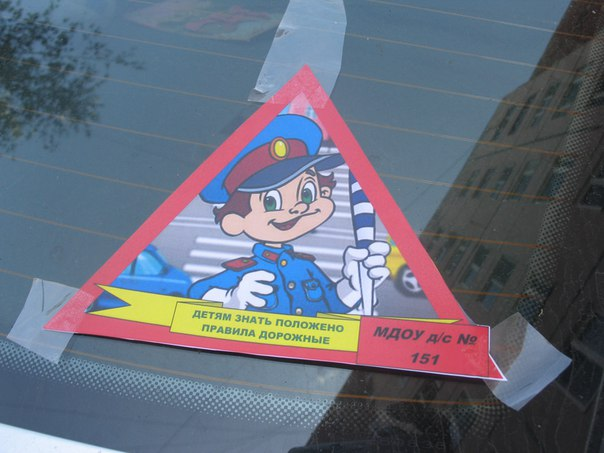 ДЕТЯМ ЗНАТЬ ПОЛОЖЕНО
ПРАВИЛА ДОРОЖНЫЕ
МДОУ д/с №
151